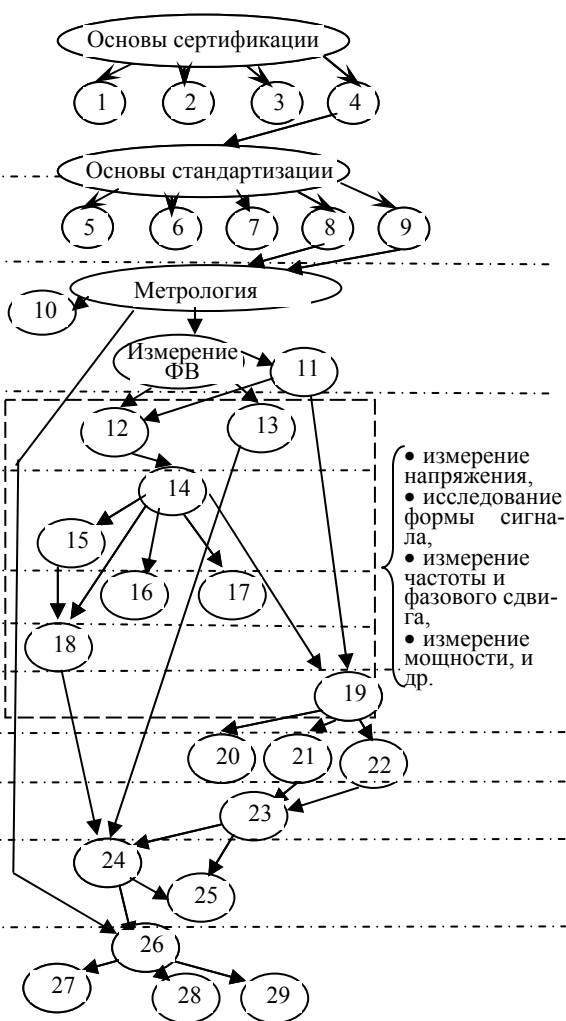 Основы сертификации
1 2 3 4
Основы стандартизации
5 6 7 8 9
Метрология
10
Измерение
ФВ
11
12 13
14
15
16 17
18
19
• измерение
напряжения,
• исследование
формы сигна-
ла,
• измерение
частоты и
фазового сдви-
га,
• измерение
мощности, и
др.
20 21 22
23
24
25
26
27 28 29